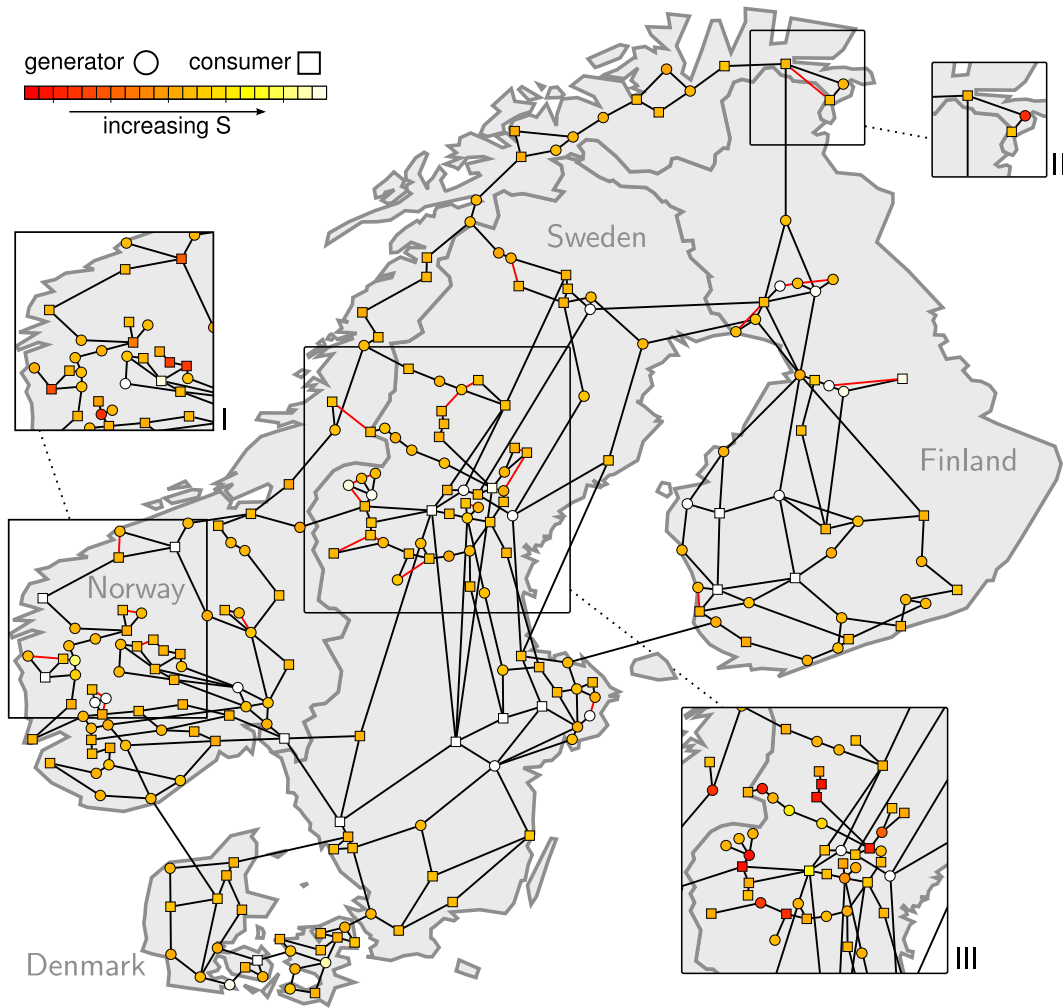 generator consumer
increasing S
II
Sweden
I
Finland
Norway
III
Denmark